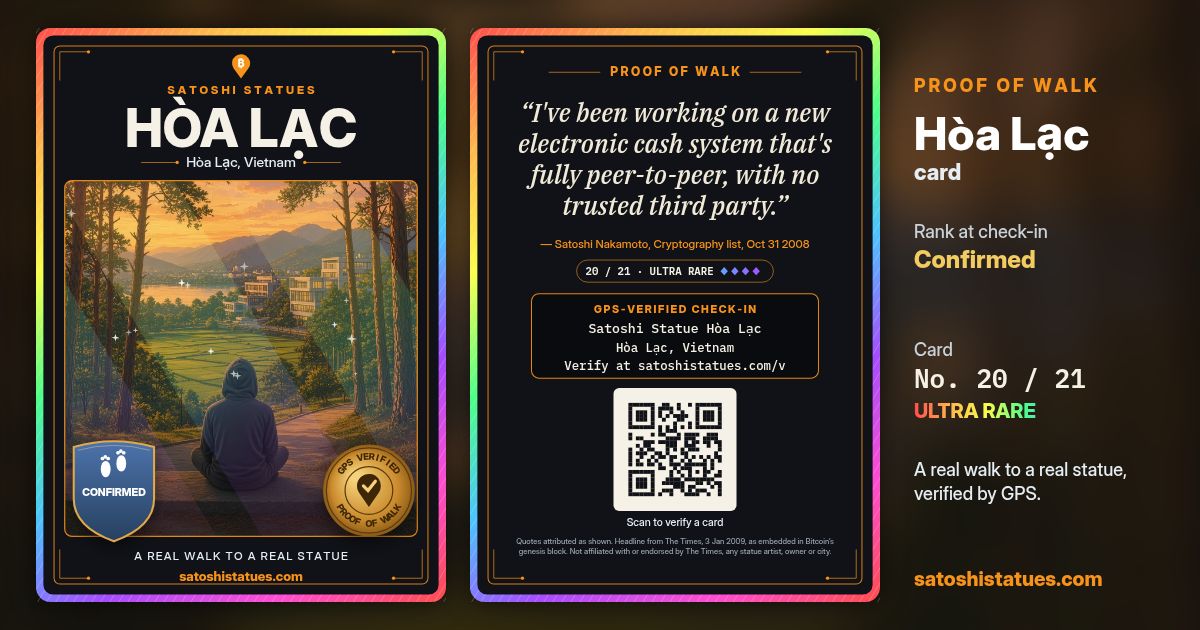 SATOSHI STATUES
HÒA LẠC
Hòa Lạc, Vietnam
CONFIRMED
GPS VERIFIED
PROOF OF WALK
A REAL WALK TO A REAL STATUE
satoshistatues.com
PROOF OF WALK
“I've been working on a new
electronic cash system that's
fully peer-to-peer, with no
trusted third party.”
— Satoshi Nakamoto, Cryptography list, Oct 31 2008
20 / 21 · ULTRA RARE
GPS-VERIFIED CHECK-IN
Satoshi Statue Hòa Lạc
Hòa Lạc, Vietnam
Verify at satoshistatues.com/v
Scan to verify a card
Quotes attributed as shown. Headline from The Times, 3 Jan 2009, as embedded in Bitcoin's
genesis block. Not affiliated with or endorsed by The Times, any statue artist, owner or city.
PROOF OF WALK
Hòa Lạc
card
Rank at check-in
Confirmed
Card
No. 20 / 21
ULTRA RARE
A real walk to a real statue,
verified by GPS.
satoshistatues.com